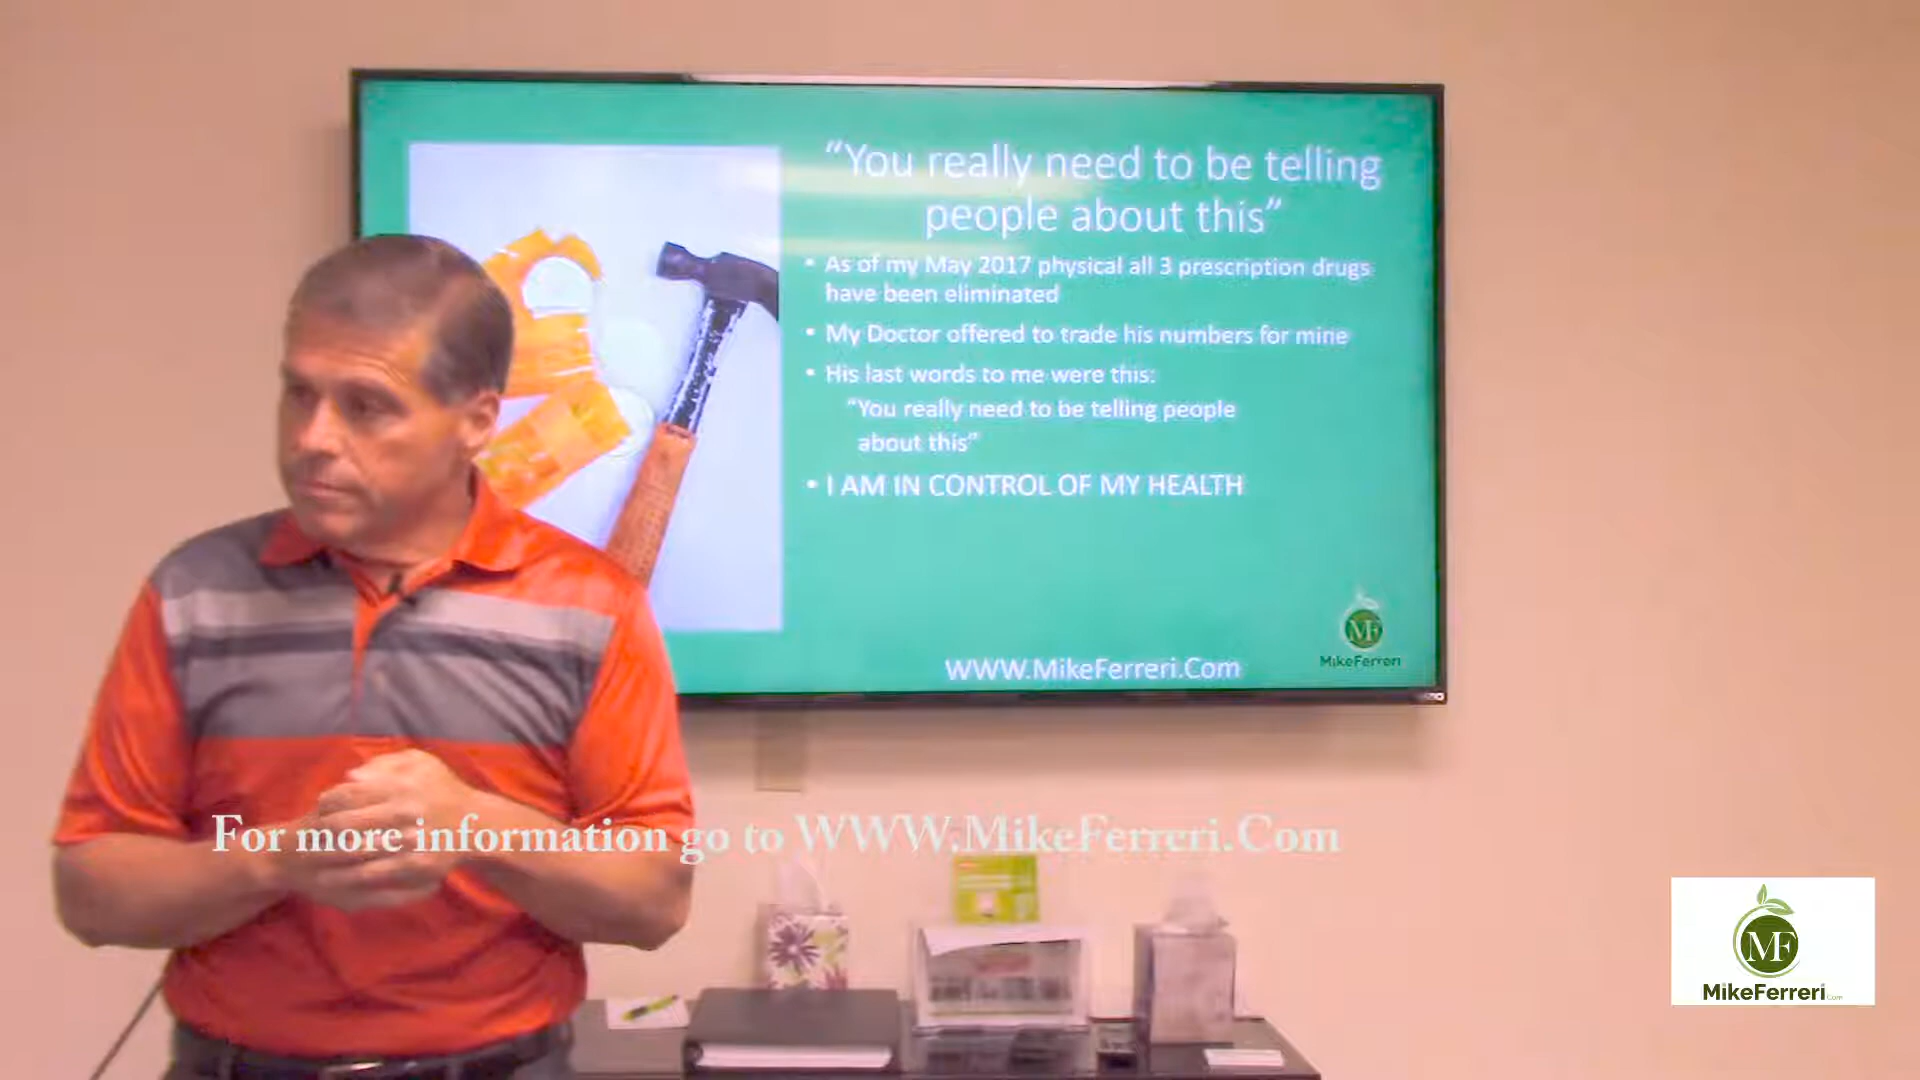 “You really need to be telling
people about this”
• As of my May 2017 physical all 3 prescription drugs
have been eliminated
• My Doctor offered to trade his numbers for mine
• His last words to me were this:
“You really need to be telling people
about this”
• I AM IN CONTROL OF MY HEALTH
MF
MikeFerreri
WWW.MikeFerreri.Com
For more information go to WWW.MikeFerreri.Com
MF
MikeFerreri.Com